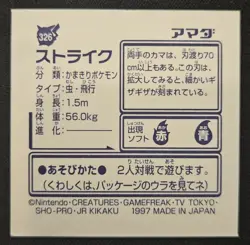 326
アマダ
ストライク
分類：かまきりポケモン
タイプ：虫・飛行
身長：1.5m
体重：56.0kg
進化：――――
両手のカマは、刃渡り70
cm以上もある。この刃は、
拡大してみると、細かい
ギザギザが刻まれている。
出現ソフト 赤 青
●あそびかた● 2人対戦で遊びます。
(くわしくは、パッケージのウラを見てネ)
©Nintendo・CREATURES・GAMEFREAK・TV TOKYO・
SHO-PRO・JR KIKAKU 1997 MADE IN JAPAN